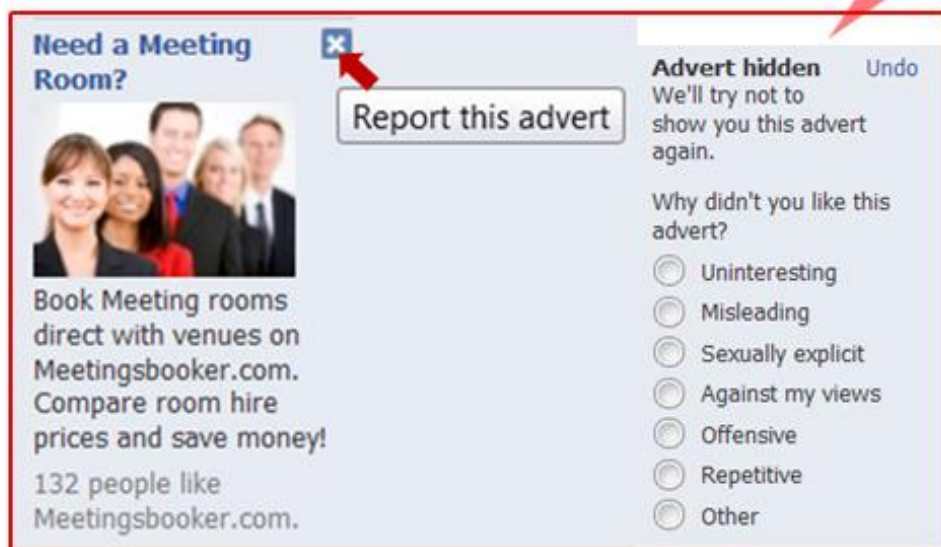 Need a Meeting
Room?
Report this advert
Book Meeting rooms
direct with venues on
Meetingsbooker.com.
Compare room hire
prices and save money!
132 people like
Meetingsbooker.com.
Advert hidden Undo
We'll try not to
show you this advert
again.
Why didn't you like this
advert?
Uninteresting
Misleading
Sexually explicit
Against my views
Offensive
Repetitive
Other